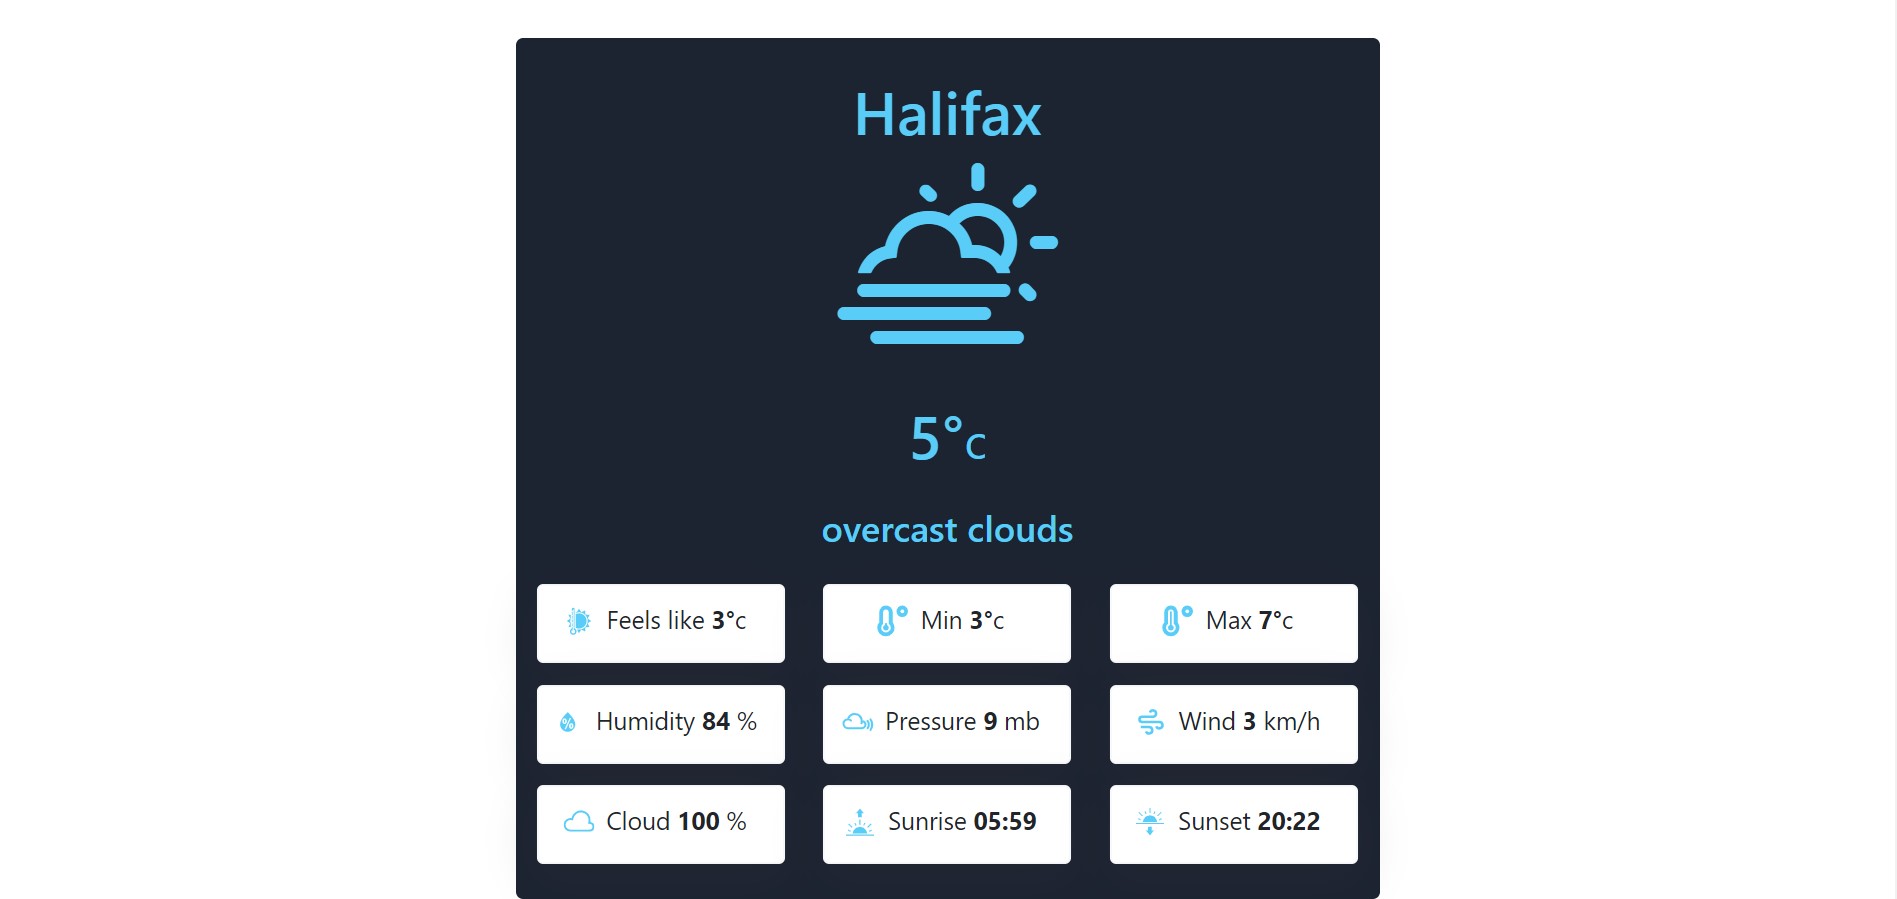 Halifax
5°c
overcast clouds
Feels like 3°c
Min 3°c
Max 7°c
Humidity 84 %
Pressure 9 mb
Wind 3 km/h
Cloud 100 %
Sunrise 05:59
Sunset 20:22